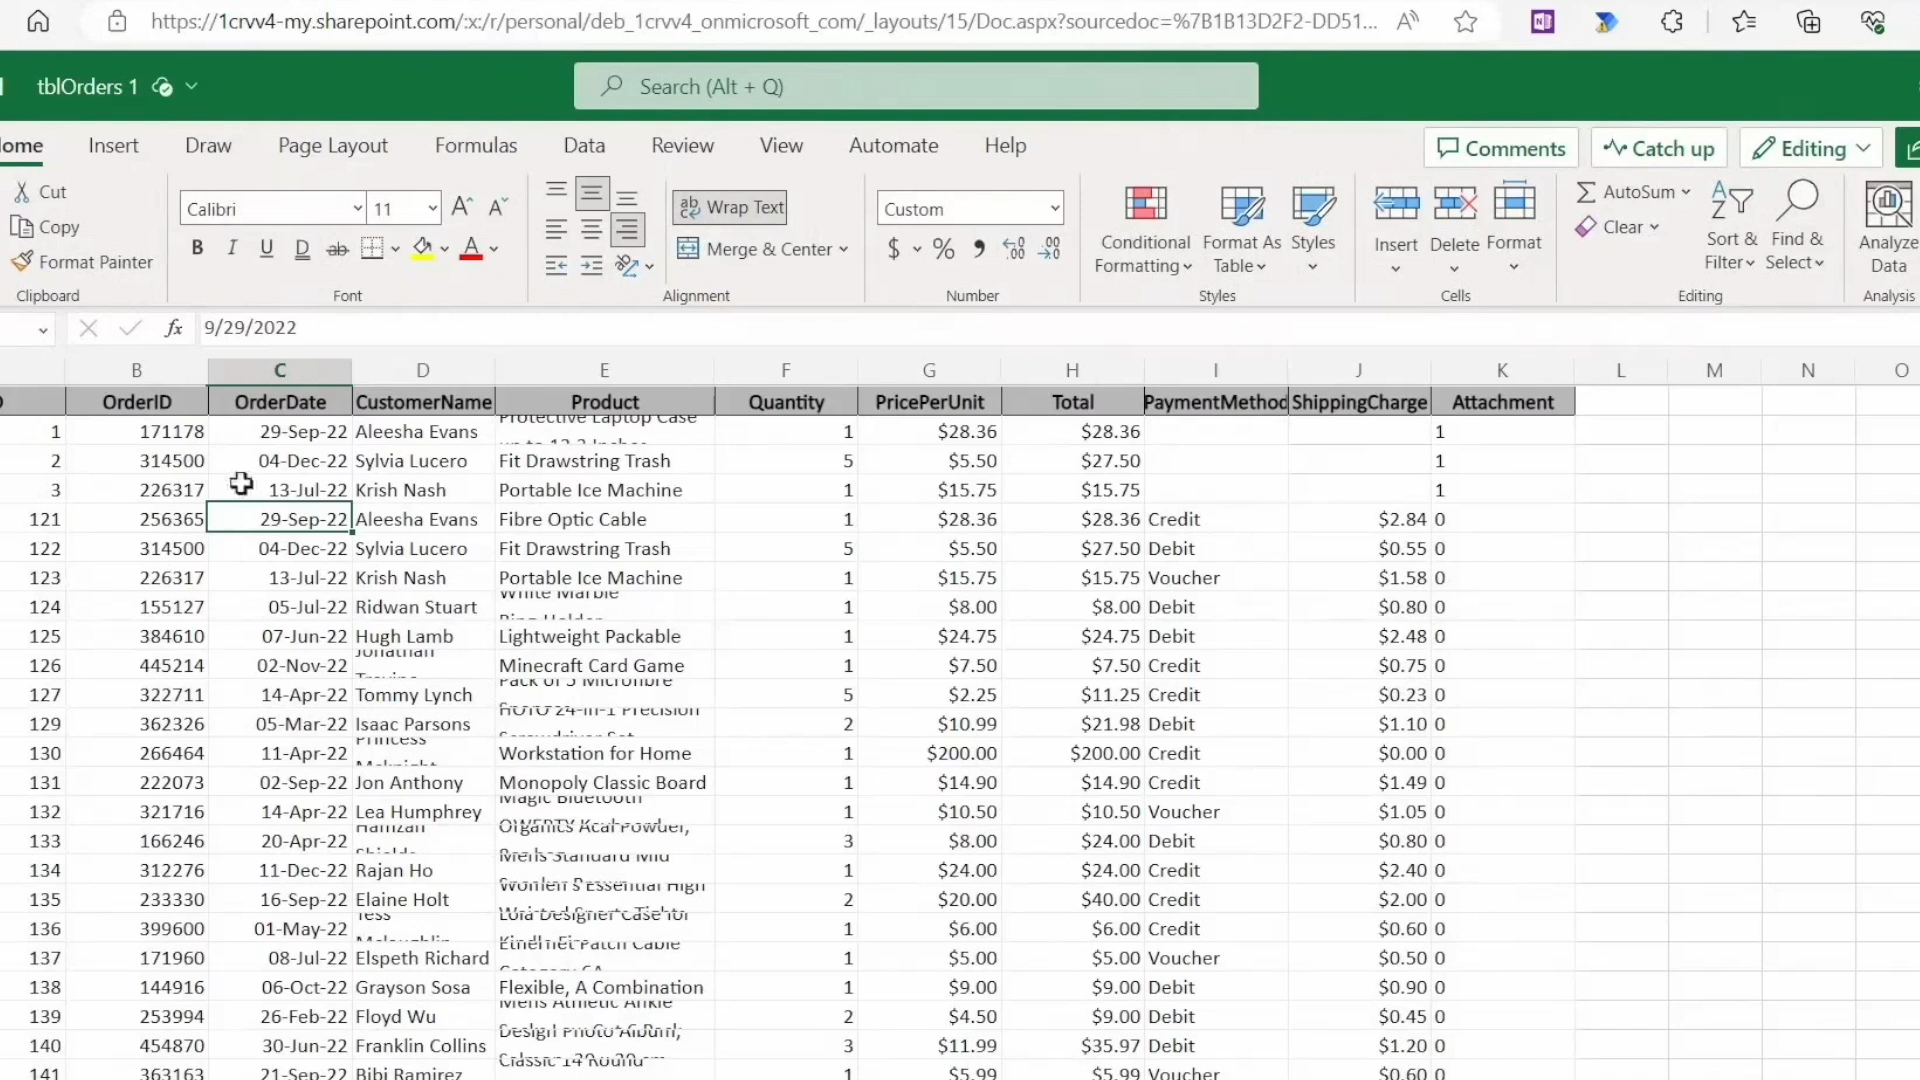 https://1crvv4-my.sharepoint.com/:x:/r/personal/deb_1crvv4_onmicrosoft_com/_layouts/15/Doc.aspx?sourcedoc=%7B1B13D2F2-DD51...
tblOrders 1
Search (Alt + Q)
ome Insert Draw Page Layout Formulas Data Review View Automate Help Comments Catch up Editing
Cut
Copy
Format Painter
Clipboard
Calibri 11
B I U D ab A
Font
Wrap Text
Merge & Center
Alignment
Custom
$ % ,
Number
Conditional Formatting
Format As Table
Styles
Styles
Insert Delete Format
Cells
AutoSum
Clear
Sort & Filter
Find & Select
Editing
Analyze Data
Analysis
fx 9/29/2022
B C D E F G H I J K L M N O
OrderID OrderDate CustomerName Product Quantity PricePerUnit Total PaymentMethod ShippingCharge Attachment
1 171178 29-Sep-22 Aleesha Evans Protective Laptop Case 1 $28.36 $28.36 1
2 314500 04-Dec-22 Sylvia Lucero Fit Drawstring Trash 5 $5.50 $27.50 1
3 226317 13-Jul-22 Krish Nash Portable Ice Machine 1 $15.75 $15.75 1
121 256365 29-Sep-22 Aleesha Evans Fibre Optic Cable 1 $28.36 $28.36 Credit $2.84 0
122 314500 04-Dec-22 Sylvia Lucero Fit Drawstring Trash 5 $5.50 $27.50 Debit $0.55 0
123 226317 13-Jul-22 Krish Nash Portable Ice Machine 1 $15.75 $15.75 Voucher $1.58 0
124 155127 05-Jul-22 Ridwan Stuart White Marble 1 $8.00 $8.00 Debit $0.80 0
125 384610 07-Jun-22 Hugh Lamb Lightweight Packable 1 $24.75 $24.75 Debit $2.48 0
126 445214 02-Nov-22 Jonathan Minecraft Card Game 1 $7.50 $7.50 Credit $0.75 0
127 322711 14-Apr-22 Tommy Lynch Pack of 5 Microfibre 5 $2.25 $11.25 Credit $0.23 0
129 362326 05-Mar-22 Isaac Parsons HOTO 24-in-1 Precision 2 $10.99 $21.98 Debit $1.10 0
130 266464 11-Apr-22 Princess Workstation for Home 1 $200.00 $200.00 Credit $0.00 0
131 222073 02-Sep-22 Jon Anthony Monopoly Classic Board 1 $14.90 $14.90 Credit $1.49 0
132 321716 14-Apr-22 Lea Humphrey Magic Bluetooth 1 $10.50 $10.50 Voucher $1.05 0
133 166246 20-Apr-22 Hamzah Organics Acai Powder, 3 $8.00 $24.00 Debit $0.80 0
134 312276 11-Dec-22 Rajan Ho Mens Standard Mid 1 $24.00 $24.00 Credit $2.40 0
135 233330 16-Sep-22 Elaine Holt Women's Essential High 2 $20.00 $40.00 Credit $2.00 0
136 399600 01-May-22 Tess Lola Designer Case for 1 $6.00 $6.00 Credit $0.60 0
137 171960 08-Jul-22 Elspeth Richard Ethernet Patch Cable 1 $5.00 $5.00 Voucher $0.50 0
138 144916 06-Oct-22 Grayson Sosa Flexible, A Combination 1 $9.00 $9.00 Debit $0.90 0
139 253994 26-Feb-22 Floyd Wu Mens Athletic Ankle 2 $4.50 $9.00 Debit $0.45 0
140 454870 30-Jun-22 Franklin Collins Design Photo Album, 3 $11.99 $35.97 Debit $1.20 0
141 363163 21-Sep-22 Bibi Ramirez 1 $5.99 $5.99 Voucher $0.60 0